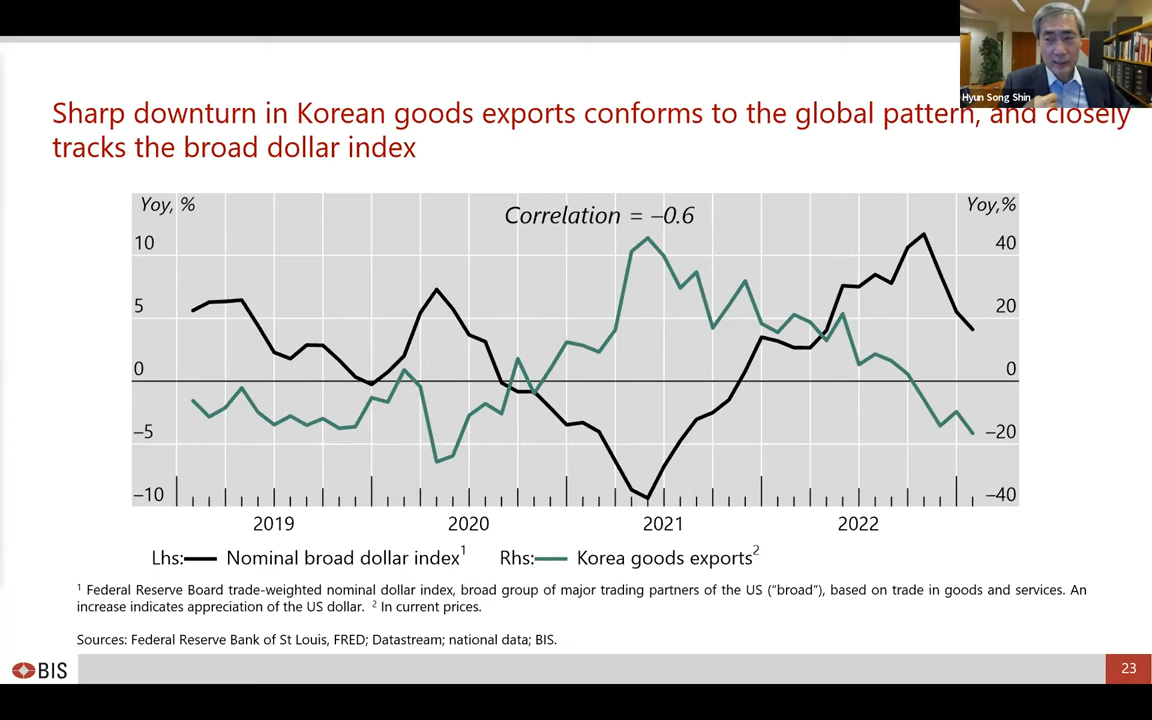 Hyun Song Shin
Sharp downturn in Korean goods exports conforms to the global pattern, and closely
tracks the broad dollar index
Yoy, %
Correlation = –0.6
Yoy,%
10
40
5
20
0
0
–5
–20
–10
–40
2019
2020
2021
2022
Lhs: Nominal broad dollar index1
Rhs: Korea goods exports2
1 Federal Reserve Board trade-weighted nominal dollar index, broad group of major trading partners of the US (“broad”), based on trade in goods and services. An
increase indicates appreciation of the US dollar. 2 In current prices.
Sources: Federal Reserve Bank of St Louis, FRED; Datastream; national data; BIS.
BIS
23